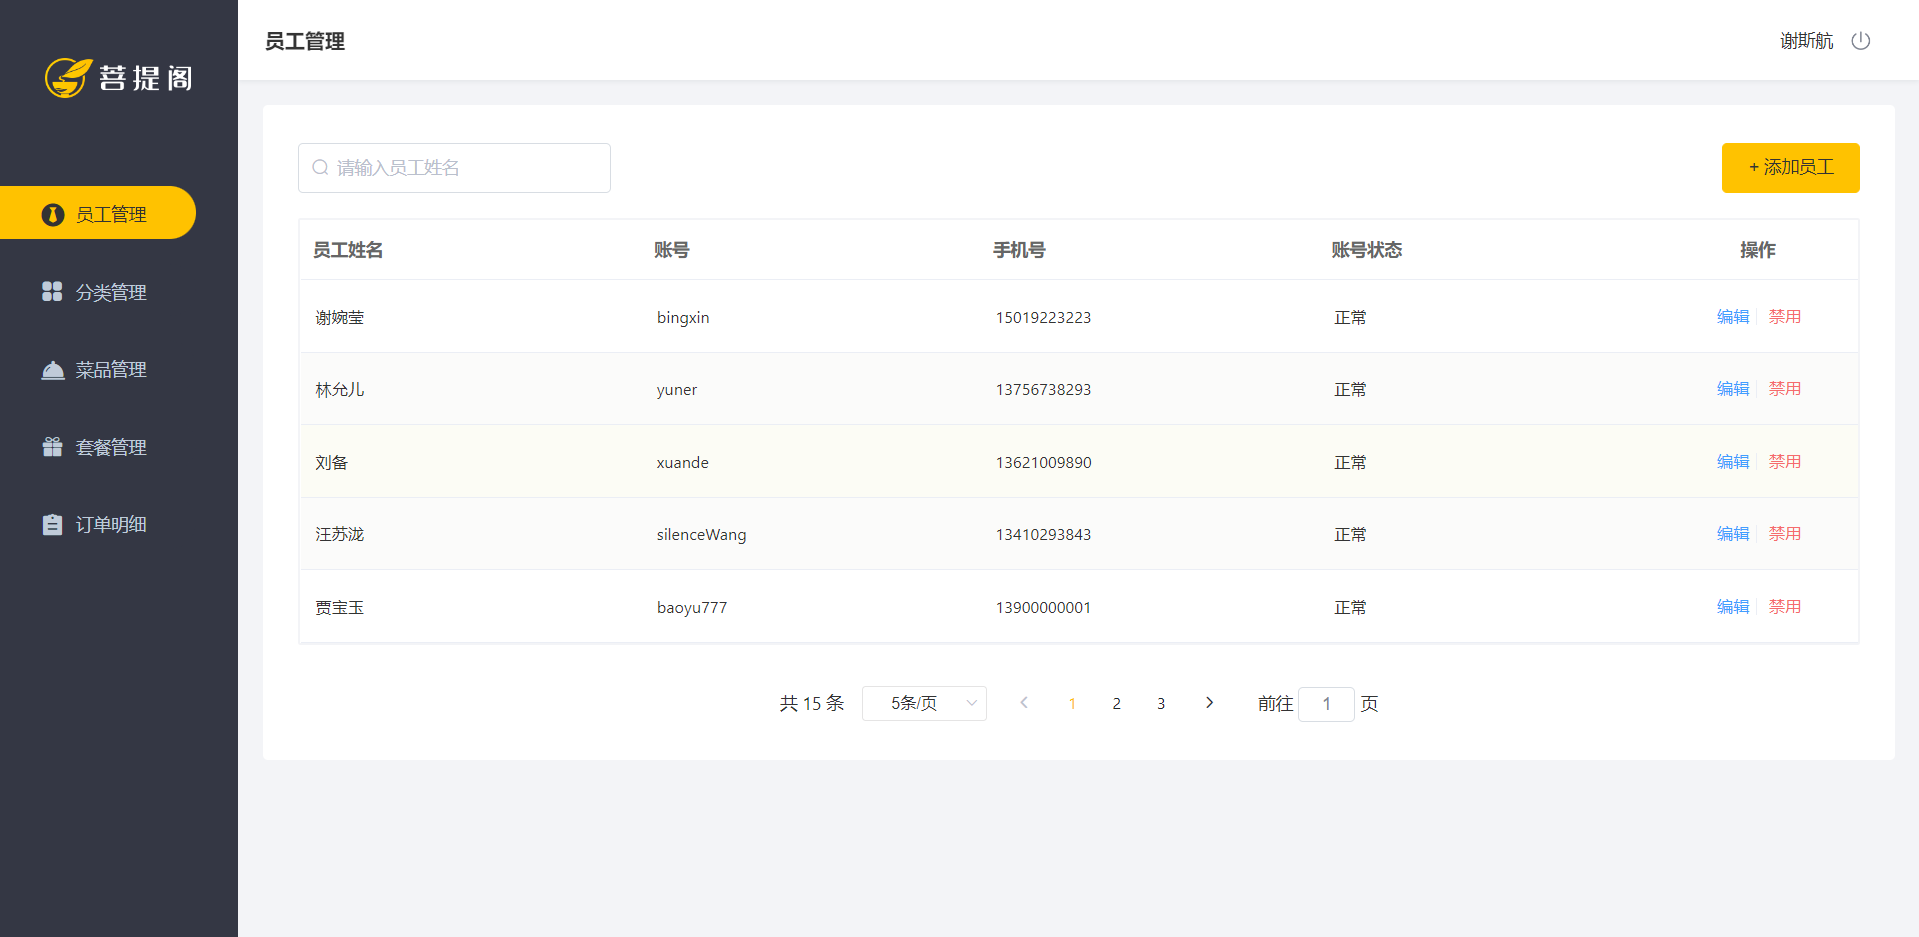 菩提阁
员工管理
分类管理
菜品管理
套餐管理
订单明细
员工管理 谢斯航
请输入员工姓名 + 添加员工
员工姓名 账号 手机号 账号状态 操作
谢婉莹 bingxin 15019223223 正常 编辑 禁用
林允儿 yuner 13756738293 正常 编辑 禁用
刘备 xuande 13621009890 正常 编辑 禁用
汪苏泷 silenceWang 13410293843 正常 编辑 禁用
贾宝玉 baoyu777 13900000001 正常 编辑 禁用
共 15 条 5条/页 1 2 3 前往 1 页